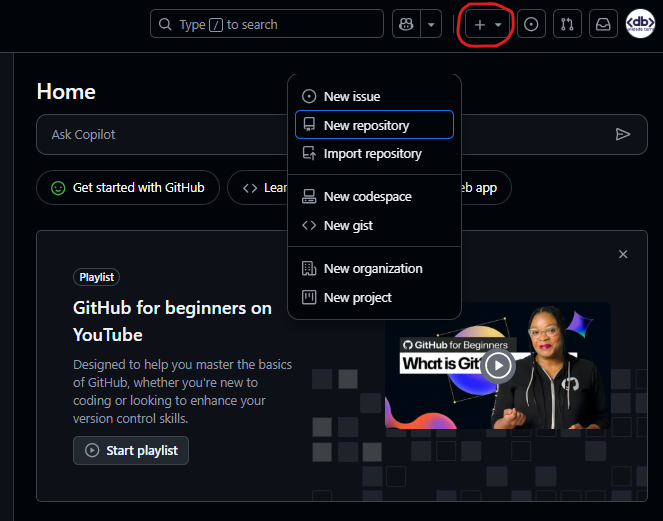 Type / to search
<db>
Home
New issue
New repository
Import repository
New codespace
New gist
New organization
New project
Ask Copilot
Get started with GitHub
Playlist
GitHub for beginners on
YouTube
Designed to help you master the basics
of GitHub, whether you're new to
coding or looking to enhance your
version control skills.
Start playlist
GitHub for Beginners
What is Git